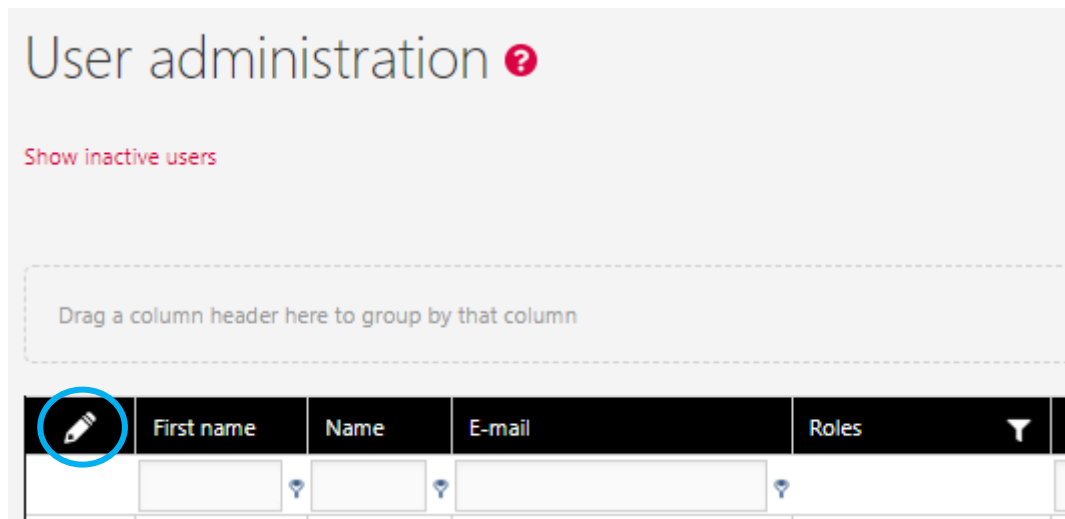 User administration ?
Show inactive users
Drag a column header here to group by that column
First name Name E-mail Roles